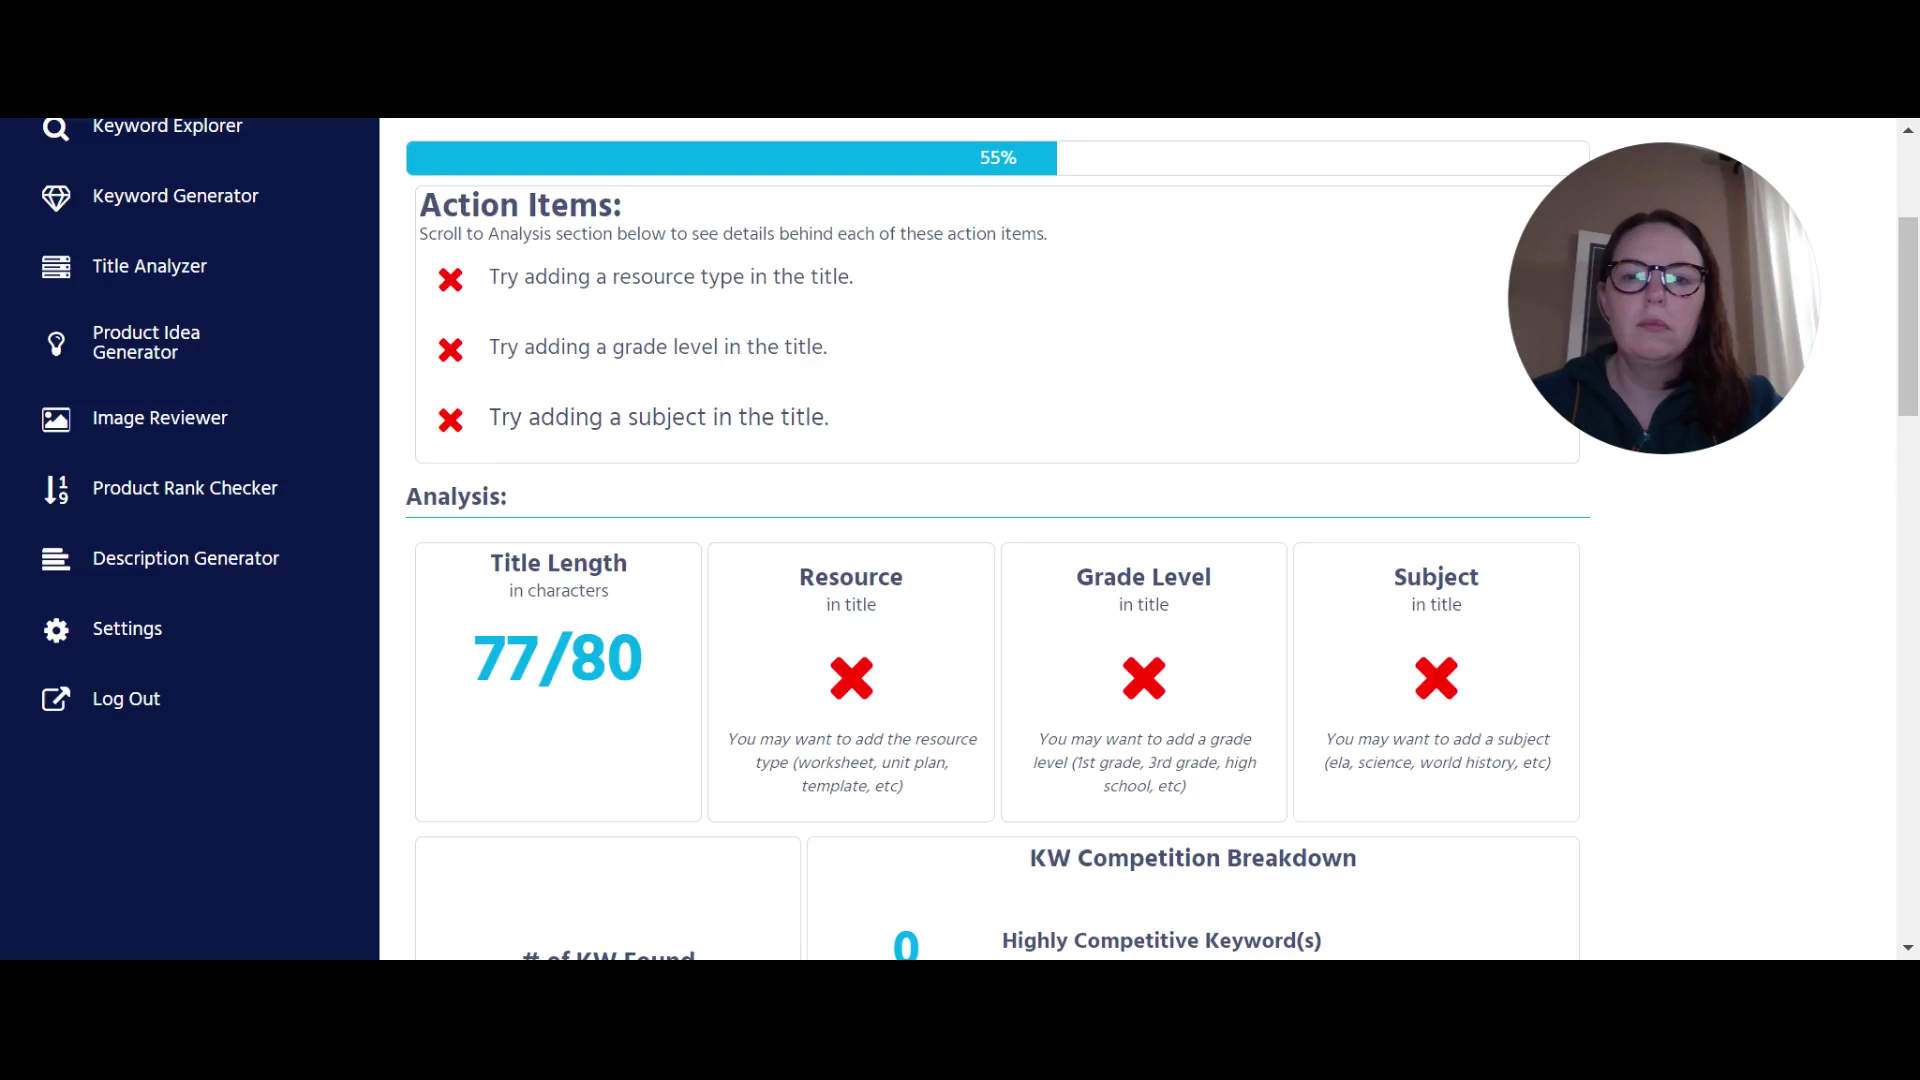 Keyword Explorer
Keyword Generator
Title Analyzer
Product Idea
Generator
Image Reviewer
Product Rank Checker
Description Generator
Settings
Log Out
55%
Action Items:
Scroll to Analysis section below to see details behind each of these action items.
Try adding a resource type in the title.
Try adding a grade level in the title.
Try adding a subject in the title.
Analysis:
Title Length
in characters
77/80
Resource
in title
You may want to add the resource
type (worksheet, unit plan,
template, etc)
Grade Level
in title
You may want to add a grade
level (1st grade, 3rd grade, high
school, etc)
Subject
in title
You may want to add a subject
(ela, science, world history, etc)
# of KW Found
KW Competition Breakdown
0
Highly Competitive Keyword(s)